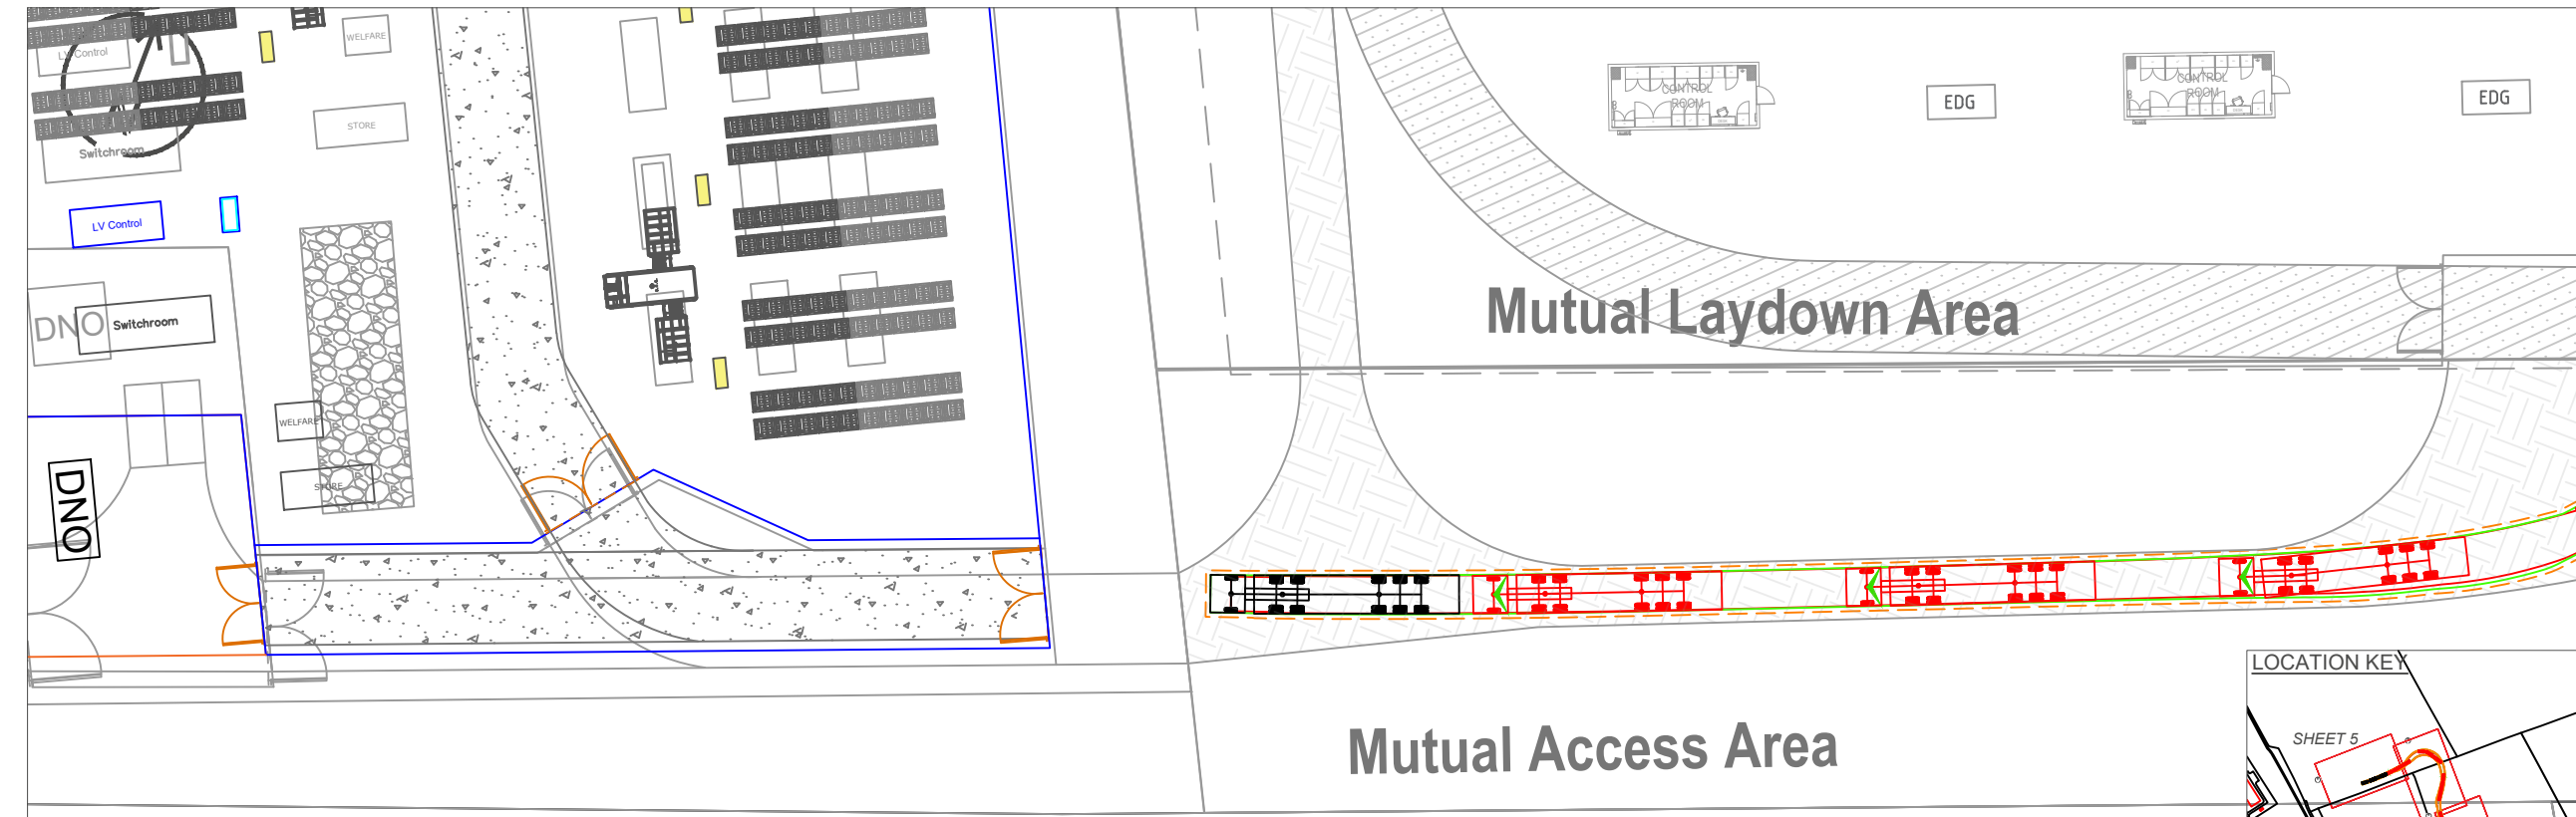 LV Control
WELFARE
STORE
Switchroom
LV Control
DNO
Switchroom
WELFARE
STORE
DNO
CONTROL
ROOM
EDG
CONTROL
ROOM
EDG
Mutual Laydown Area
Mutual Access Area
LOCATION KEY
SHEET 5